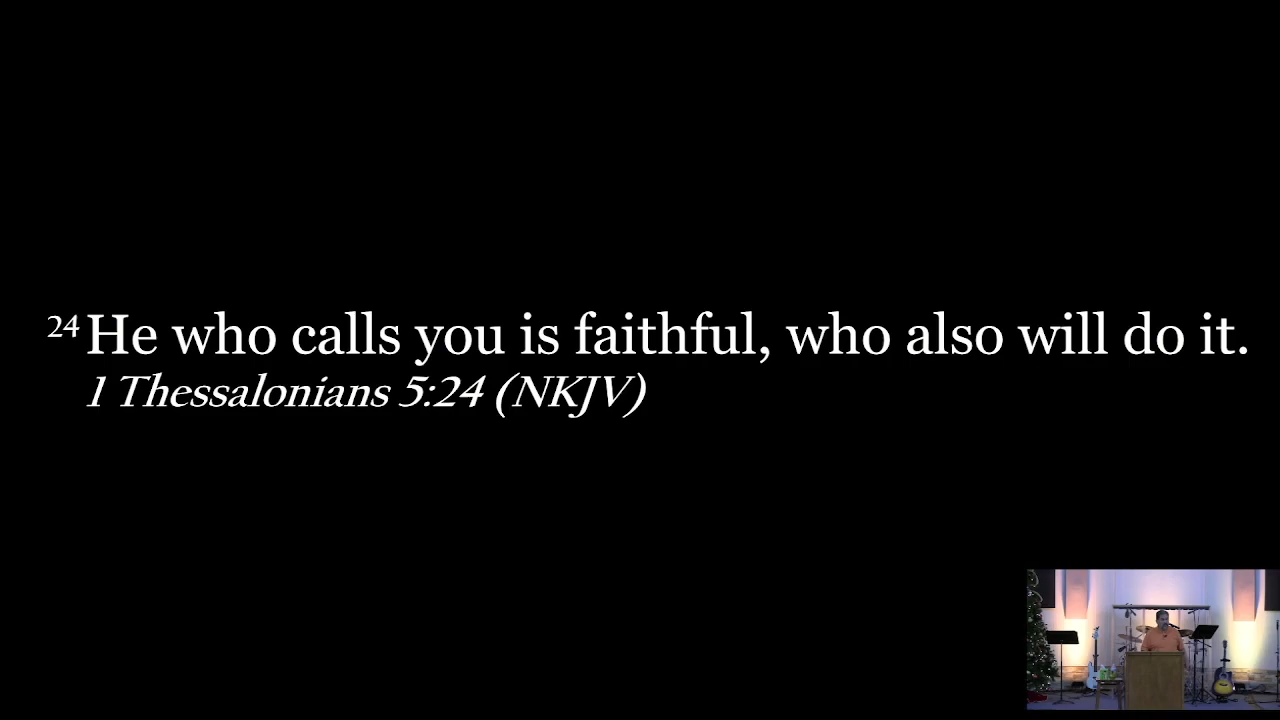 24 He who calls you is faithful, who also will do it.
1 Thessalonians 5:24 (NKJV)